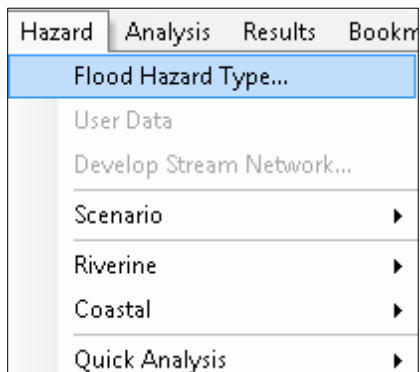 Hazard Analysis Results Bookm
Flood Hazard Type...
User Data
Develop Stream Network...
Scenario
Riverine
Coastal
Quick Analysis